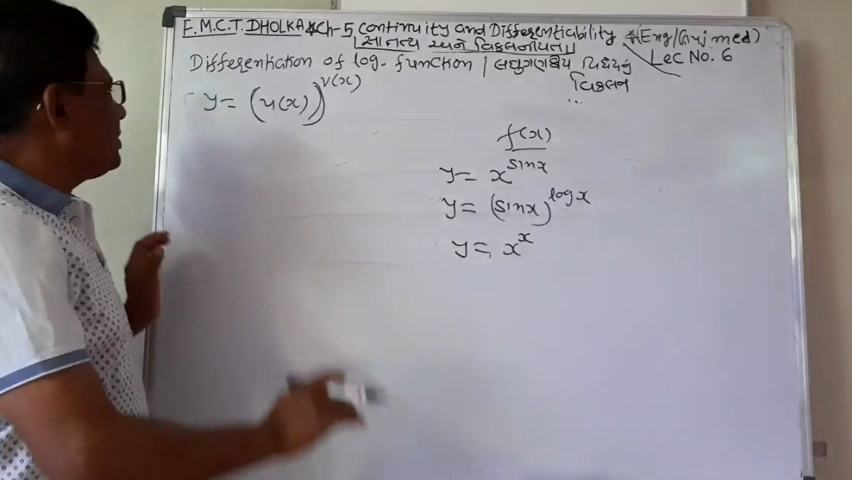 E.M.C.T. DHOLKA * Ch-5 Continuity and Differentiability * (Eng/Guj med)
(સાતત્ય અને વિકલનીયતા)
Lec No. 6
Differentiation of log. function / લઘુગણકીય વિધેયનું
વિકલન
...
y = (u(x))^v(x)
f(x)
y = x^sinx
y = (sinx)^logx
y = x^x